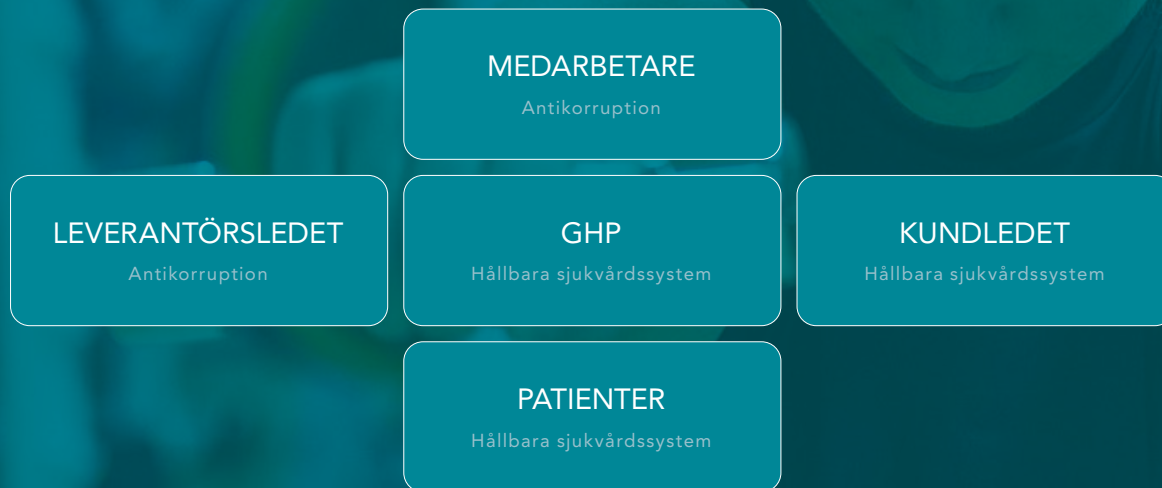 MEDARBETARE
Antikorruption
LEVERANTÖRSLEDET
Antikorruption
GHP
Hållbara sjukvårdssystem
KUNDLEDET
Hållbara sjukvårdssystem
PATIENTER
Hållbara sjukvårdssystem